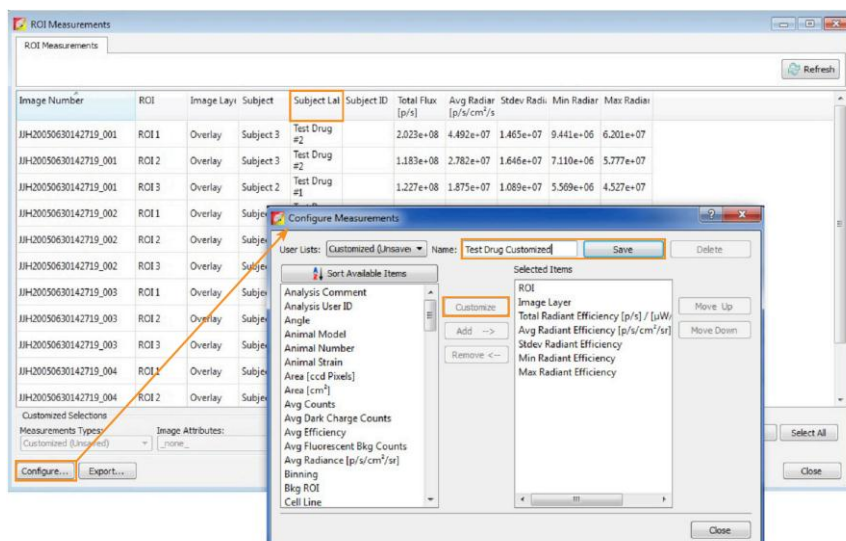 ROI Measurements
ROI Measurements
Refresh
Image Number ROI Image Laye Subject Subject Lal Subject ID Total Flux [p/s] Avg Radiar [p/s/cm²/s Stdev Radia Min Radiar Max Radiar
JJH20050630142719_001 ROI 1 Overlay Subject 3 Test Drug #2 2.023e+08 4.492e+07 1.465e+07 9.441e+06 6.201e+07
JJH20050630142719_001 ROI 2 Overlay Subject 3 Test Drug #2 1.183e+08 2.782e+07 1.646e+07 7.110e+06 5.777e+07
JJH20050630142719_001 ROI 3 Overlay Subject 2 Test Drug #1 1.227e+08 1.875e+07 1.089e+07 5.569e+06 4.527e+07
JJH20050630142719_002 ROI 1 Overlay Subje
JJH20050630142719_002 ROI 2 Overlay Subje
JJH20050630142719_002 ROI 3 Overlay Subje
JJH20050630142719_003 ROI 1 Overlay Subje
JJH20050630142719_003 ROI 2 Overlay Subje
JJH20050630142719_003 ROI 3 Overlay Subje
JJH20050630142719_004 ROI 1 Overlay Subje
JJH20050630142719_004 ROI 2 Overlay Subje
Customized Selections
Measurements Types: Image Attributes:
Customized (Unsaved) _none_
Select All
Configure... Export... Close
Configure Measurements
User Lists: Customized (Unsave Name: Test Drug Customized Save Delete
Sort Available Items
Analysis Comment
Analysis User ID
Angle
Animal Model
Animal Number
Animal Strain
Area [ccd Pixels]
Area [cm²]
Avg Counts
Avg Dark Charge Counts
Avg Efficiency
Avg Fluorescent Bkg Counts
Avg Radiance [p/s/cm²/sr]
Binning
Bkg ROI
Cell Line
Customize
Add -->
Remove <--
Selected Items
ROI
Image Layer
Total Radiant Efficiency [p/s] / [µW/
Avg Radiant Efficiency [p/s/cm²/sr]
Stdev Radiant Efficiency
Min Radiant Efficiency
Max Radiant Efficiency
Move Up
Move Down
Close